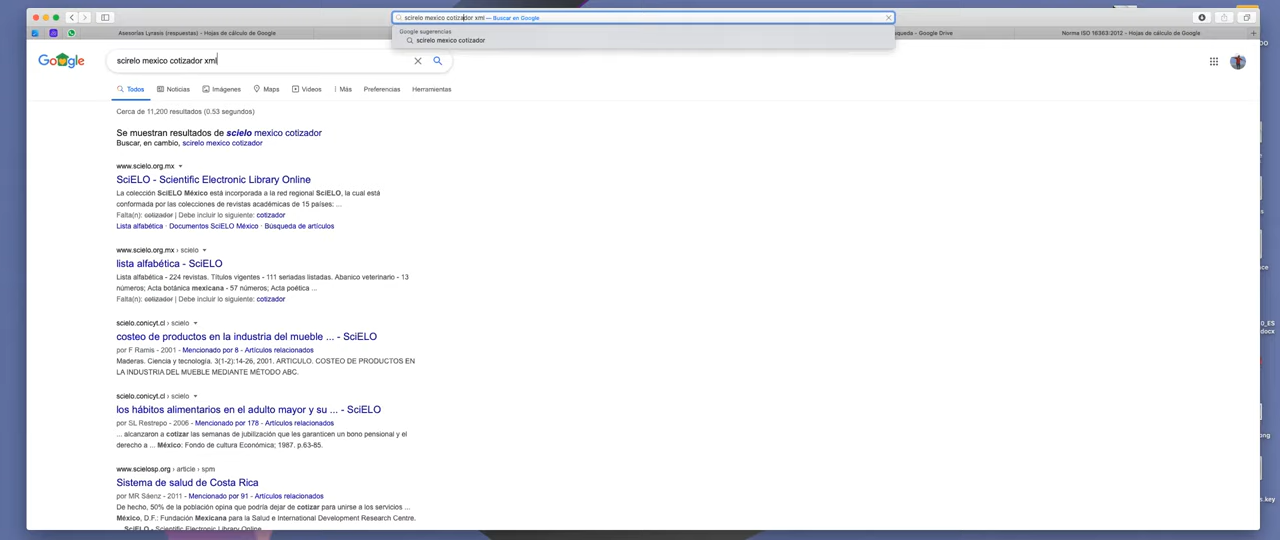 scirelo mexico cotizador xml — Buscar en Google
Google sugerencias
scirelo mexico cotizador
Asesorías Lyrasis (respuestas) - Hojas de cálculo de Google
queda - Google Drive
Norma ISO 16363:2012 - Hojas de cálculo de Google
Google
scirelo mexico cotizador xml
Todos
Noticias
Imágenes
Maps
Videos
Más
Preferencias
Herramientas
Cerca de 11,200 resultados (0,53 segundos)
Se muestran resultados de scielo mexico cotizador
Buscar, en cambio, scirelo mexico cotizador
www.scielo.org.mx
SciELO - Scientific Electronic Library Online
La colección SciELO México está incorporada a la red regional SciELO, la cual está
conformada por las colecciones de revistas académicas de 15 países; ...
Falta(n): cotizador | Debe incluir lo siguiente: cotizador
Lista alfabética · Documentos SciELO México · Búsqueda de artículos
www.scielo.org.mx › scielo
lista alfabética - SciELO
Lista alfabética - 224 revistas. Títulos vigentes - 111 seriadas listadas. Abanico veterinario - 13
números; Acta botánica mexicana - 57 números; Acta poética ...
Falta(n): cotizador | Debe incluir lo siguiente: cotizador
scielo.conicyt.cl › scielo
costeo de productos en la industria del mueble ... - SciELO
por F Ramis - 2001 - Mencionado por 8 - Artículos relacionados
Maderas. Ciencia y tecnología. 3(1-2):14-26, 2001. ARTICULO. COSTEO DE PRODUCTOS EN
LA INDUSTRIA DEL MUEBLE MEDIANTE MÉTODO ABC.
scielo.conicyt.cl › scielo
los hábitos alimentarios en el adulto mayor y su ... - SciELO
por SL Restrepo - 2006 - Mencionado por 178 - Artículos relacionados
... alcanzaron a cotizar las semanas de jubilización que les garanticen un bono pensional y el
derecho a ... México: Fondo de cultura Económica; 1987. p.63-85.
www.scielosp.org › article › spm
Sistema de salud de Costa Rica
por MR Sáenz - 2011 - Mencionado por 91 - Artículos relacionados
De hecho, 50% de la población opina que podría dejar de cotizar para unirse a los servicios ...
México, D.F.: Fundación Mexicana para la Salud e International Development Research Centre.
... SciELO - Scientific Electronic Library Online